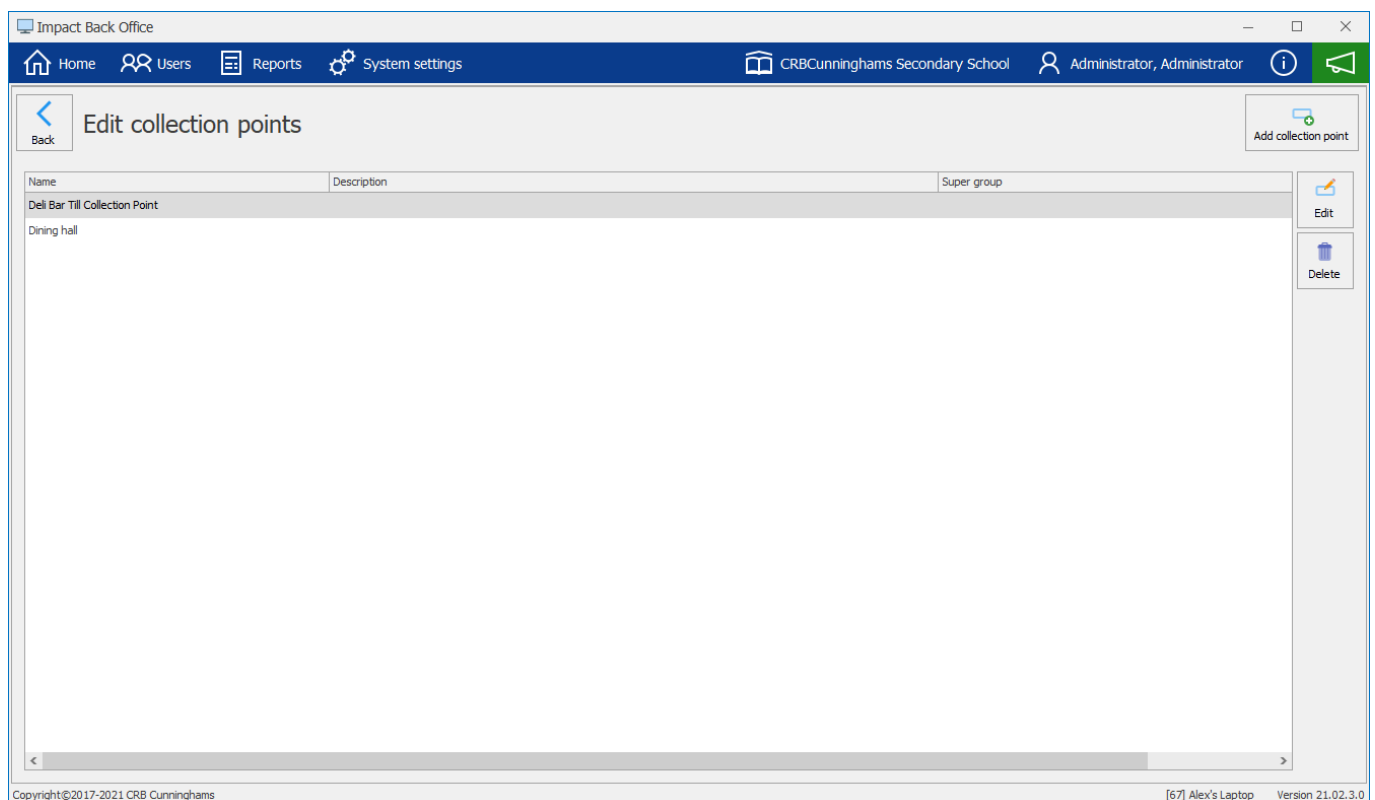 Impact Back Office
Home Users Reports System settings CRBCunninghams Secondary School Administrator, Administrator
Back Edit collection points Add collection point
Name Description Super group
Deli Bar Till Collection Point
Edit
Dining hall
Delete
Copyright©2017-2021 CRB Cunninghams [67] Alex's Laptop Version 21.02.3.0